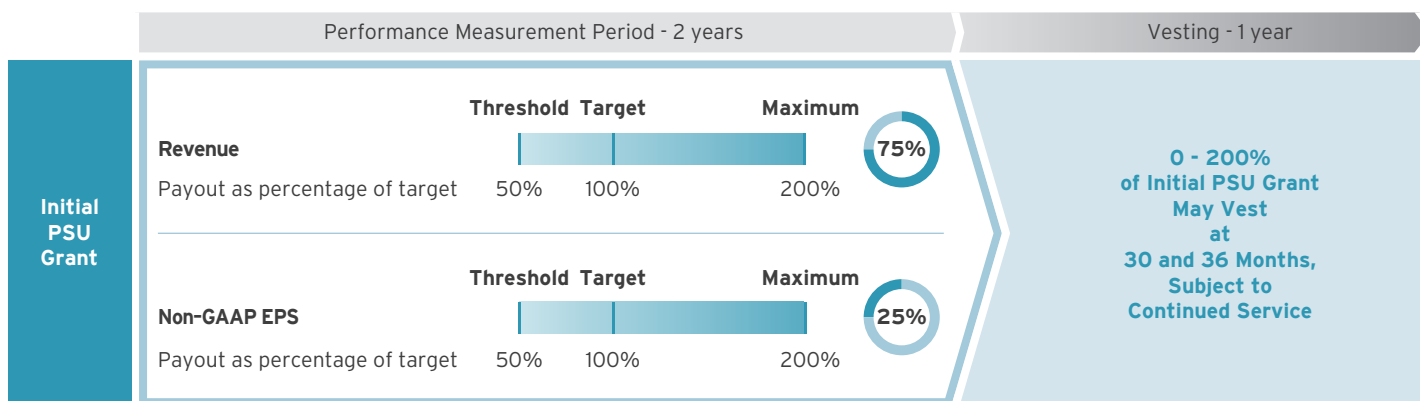 Performance Measurement Period - 2 years
Vesting - 1 year
Initial
PSU
Grant
Threshold Target Maximum
Revenue
75%
Payout as percentage of target 50% 100% 200%
Threshold Target Maximum
Non-GAAP EPS
25%
Payout as percentage of target 50% 100% 200%
0 - 200%
of Initial PSU Grant
May Vest
at
30 and 36 Months,
Subject to
Continued Service